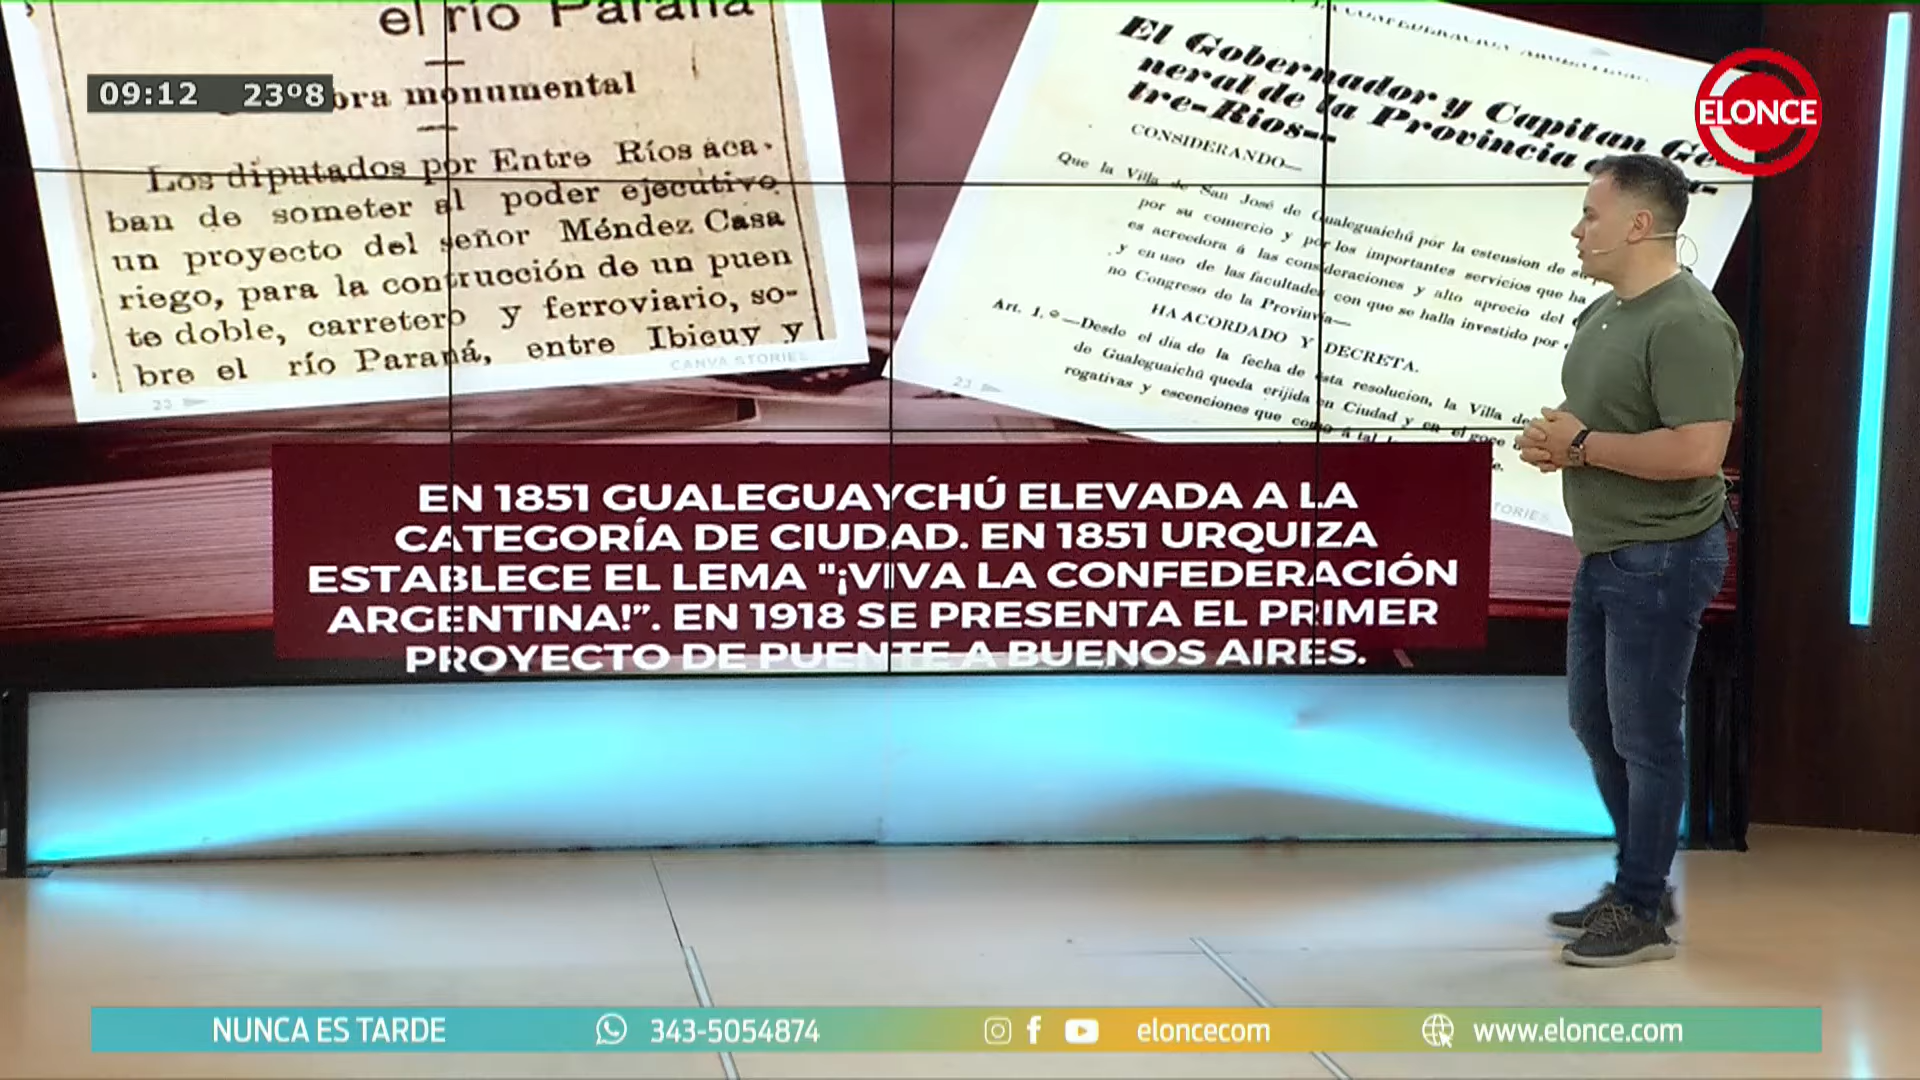 el río Paraná
ora monumental
Los diputados por Entre Ríos aca-
ban de someter al poder ejecutivo
un proyecto del señor Méndez Casa
riego, para la contrucción de un puen
te doble, carretero y ferroviario, so-
bre el río Paraná, entre Ibicuy y
CANVA STORIES
23
09:12 23º8
El Gobernador y Capitan Ge
neral de la Provincia
tre-Rios--
CONSIDERANDO—
Que la Villa de San José de Gualeguaichú por la estension de su
por su comercio y por los importantes servicios que ha
es acreedora á las consideraciones y alto aprecio del
y en uso de las facultades con que se halla investido por
no Congreso de la Provincia—
HA ACORDADO Y DECRETA.
Art. 1.º—Desde el dia de la fecha de esta resolucion, la Villa de
de Gualeguaichú queda erijida en Ciudad y en el goce
rogativas y escenciones que como á tal
23
TORIES
ELONCE
EN 1851 GUALEGUAYCHÚ ELEVADA A LA
CATEGORÍA DE CIUDAD. EN 1851 URQUIZA
ESTABLECE EL LEMA "¡VIVA LA CONFEDERACIÓN
ARGENTINA!”. EN 1918 SE PRESENTA EL PRIMER
PROYECTO DE PUENTE A BUENOS AIRES.
NUNCA ES TARDE 343-5054874 eloncecom www.elonce.com